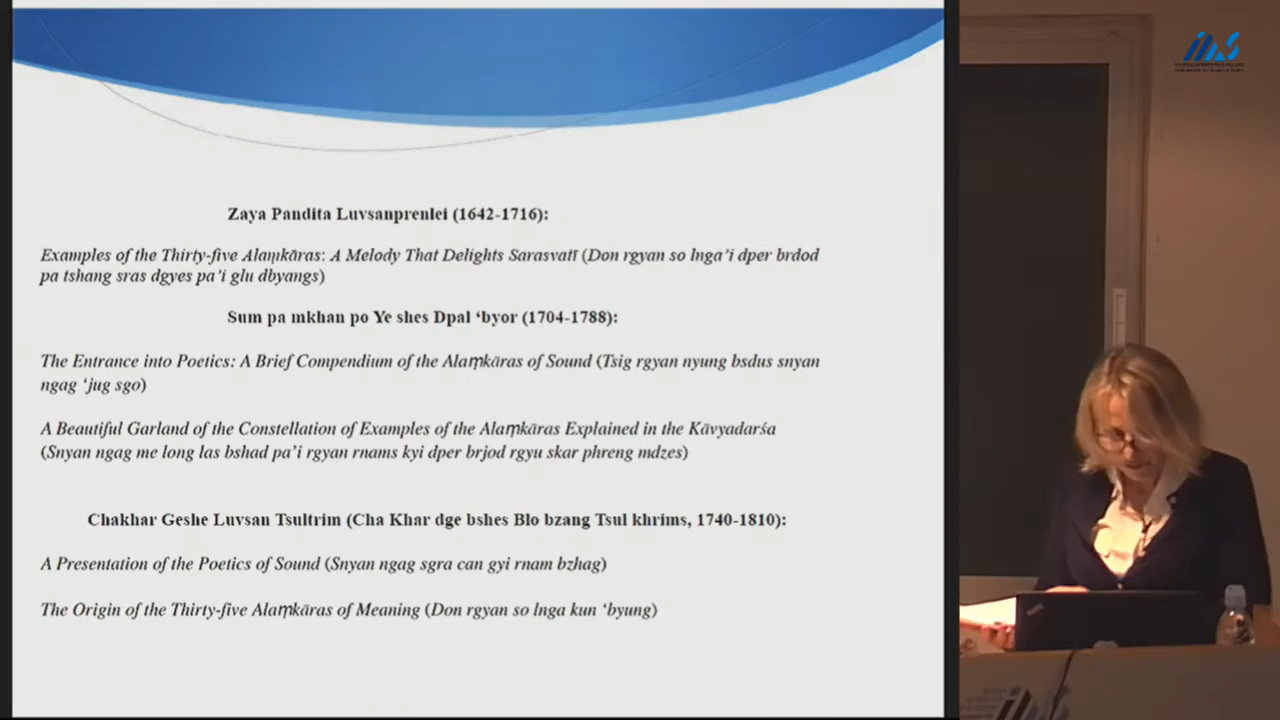 Zaya Pandita Luvsanprenlei (1642-1716):
Examples of the Thirty-five Alaṃkāras: A Melody That Delights Sarasvatī (Don rgyan so lnga'i dper brdod
pa tshang sras dgyes pa'i glu dbyangs)
Sum pa mkhan po Ye shes Dpal ‘byor (1704-1788):
The Entrance into Poetics: A Brief Compendium of the Alaṃkāras of Sound (Tsig rgyan nyung bsdus snyan
ngag ‘jug sgo)
A Beautiful Garland of the Constellation of Examples of the Alaṃkāras Explained in the Kāvyadarśa
(Snyan ngag me long las bshad pa'i rgyan rnams kyi dper brjod rgyu skar phreng mdzes)
Chakhar Geshe Luvsan Tsultrim (Cha Khar dge bshes Blo bzang Tsul khrims, 1740-1810):
A Presentation of the Poetics of Sound (Snyan ngag sgra can gyi rnam bzhag)
The Origin of the Thirty-five Alaṃkāras of Meaning (Don rgyan so lnga kun ‘byung)